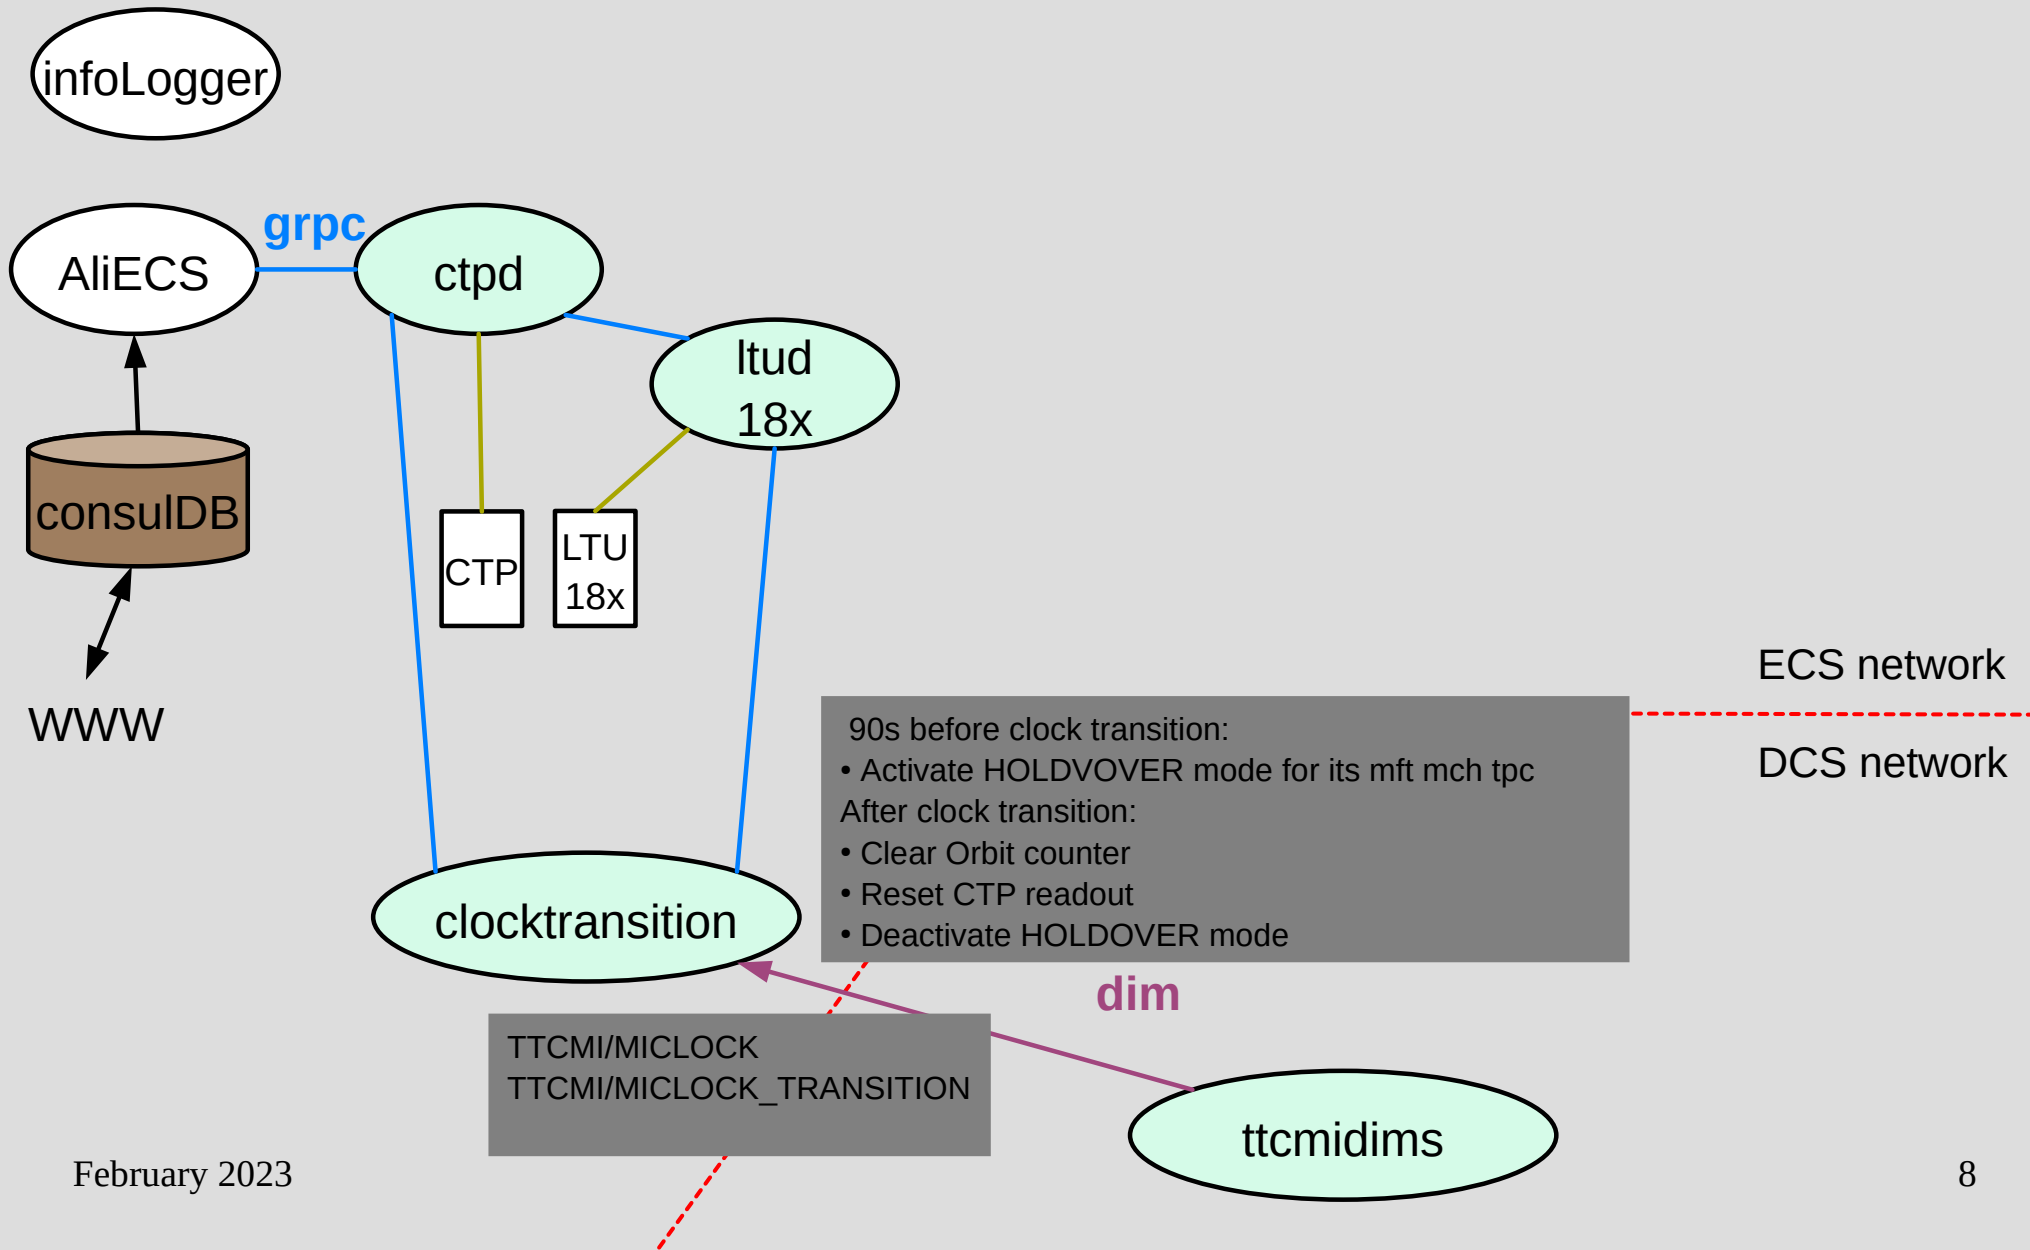 infoLogger
grpc
AliECS
ctpd
ltud
18x
consulDB
CTP
LTU
18x
WWW
ECS network
DCS network
90s before clock transition:
• Activate HOLDVOVER mode for its mft mch tpc
After clock transition:
• Clear Orbit counter
• Reset CTP readout
• Deactivate HOLDOVER mode
clocktransition
dim
TTCMI/MICLOCK
TTCMI/MICLOCK_TRANSITION
ttcmidims
February 2023
8